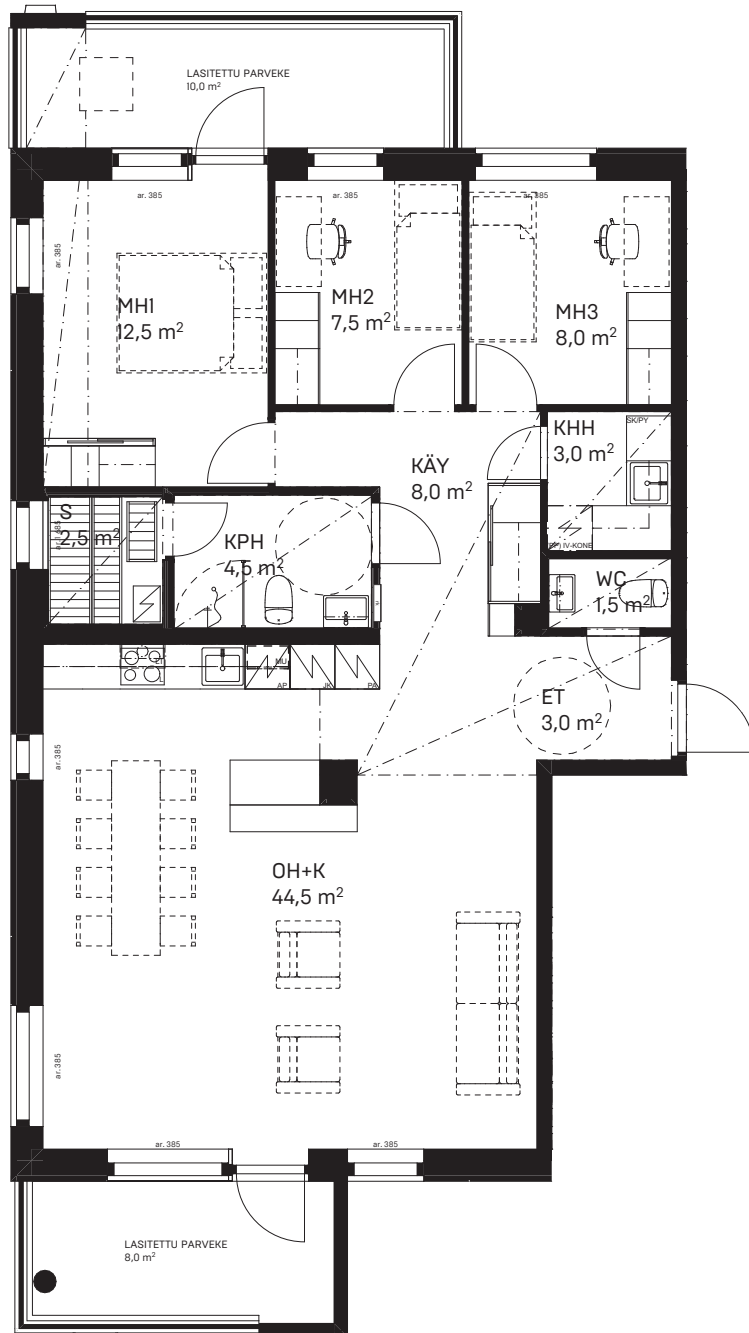 LASITETTU PARVEKE
10,0 m²
ar. 385
ar. 385
ar. 385
ar. 385
MH1
12,5 m²
MH2
7,5 m²
MH3
8,0 m²
KÄY
8,0 m²
KHH
3,0 m²
SK/PY
IV-KONE
S
2,5 m²
ar. 385
KPH
4,5 m²
WC
1,5 m²
LT
MU
AP
JK
PA
ET
3,0 m²
ar. 385
OH+K
44,5 m²
ar. 385
ar. 385
ar. 385
LASITETTU PARVEKE
8,0 m²